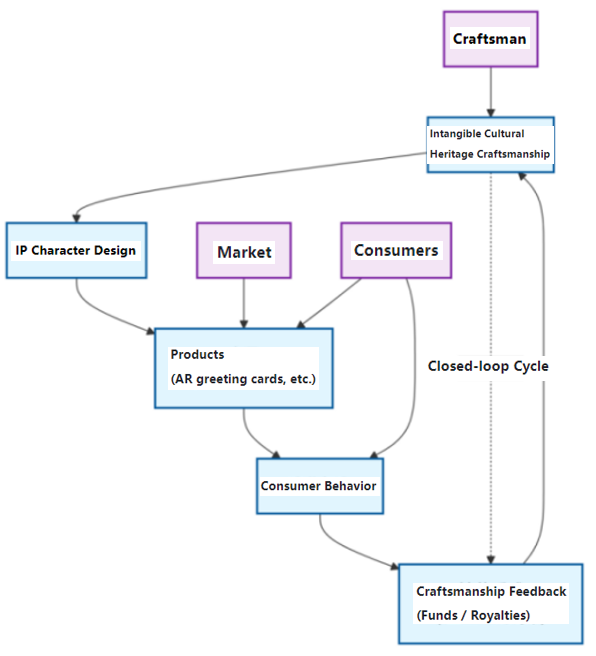 Craftsman
Intangible Cultural
Heritage Craftsmanship
IP Character Design
Market
Consumers
Products
(AR greeting cards, etc.)
Closed-loop Cycle
Consumer Behavior
Craftsmanship Feedback
(Funds / Royalties)